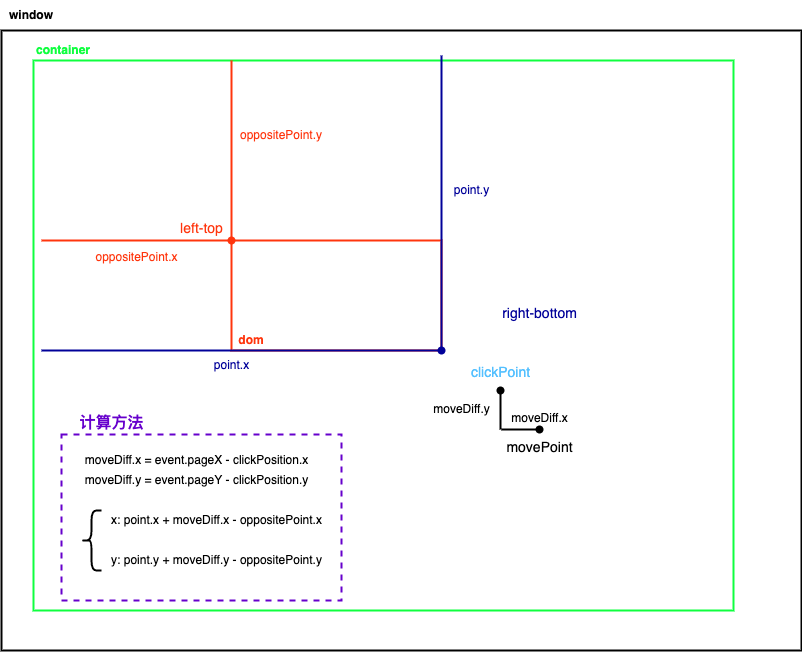 window
container
oppositePoint.y
point.y
left-top
oppositePoint.x
right-bottom
dom
point.x
clickPoint
moveDiff.y
moveDiff.x
movePoint
计算方法
moveDiff.x = event.pageX - clickPosition.x
moveDiff.y = event.pageY - clickPosition.y
x: point.x + moveDiff.x - oppositePoint.x
y: point.y + moveDiff.y - oppositePoint.y